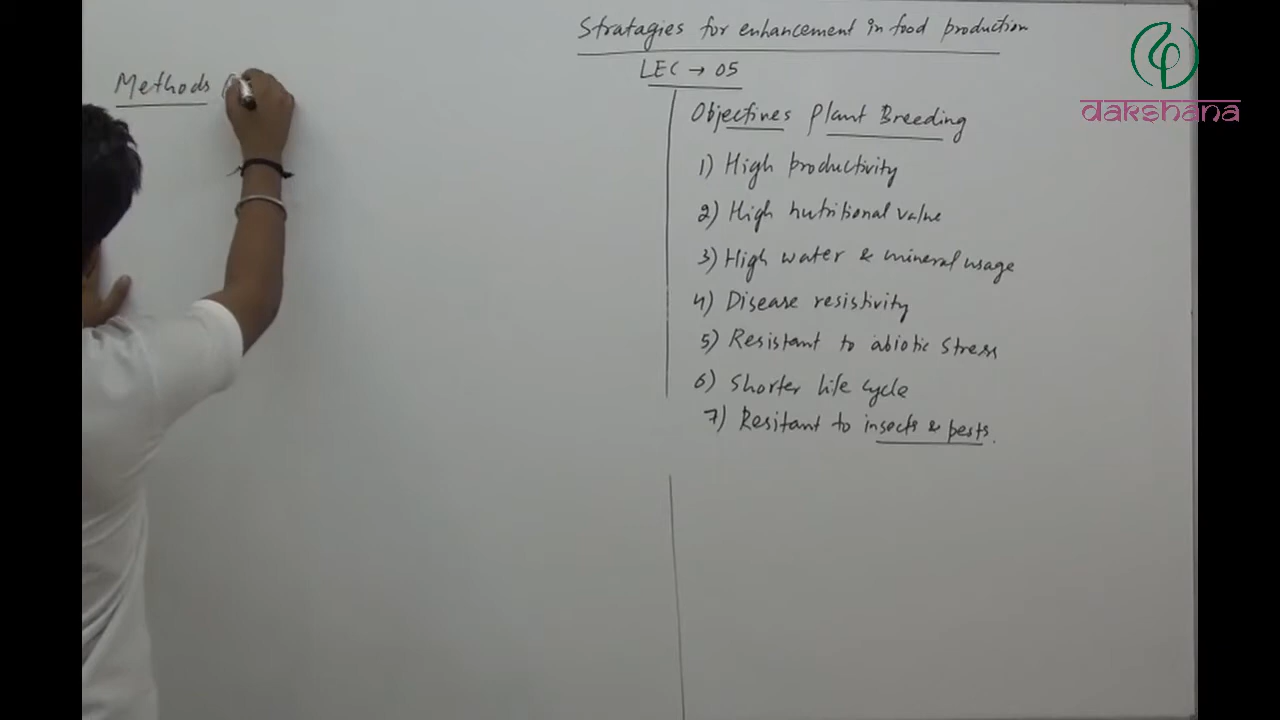 Stratagies for enhancement in food production
LEC → 05
Methods
Objectives Plant Breeding
1) High productivity
2) High nutritional value
3) High water & mineral usage
4) Disease resistivity
5) Resistant to abiotic stress
6) Shorter life cycle
7) Resitant to insects & pests.
dakshana